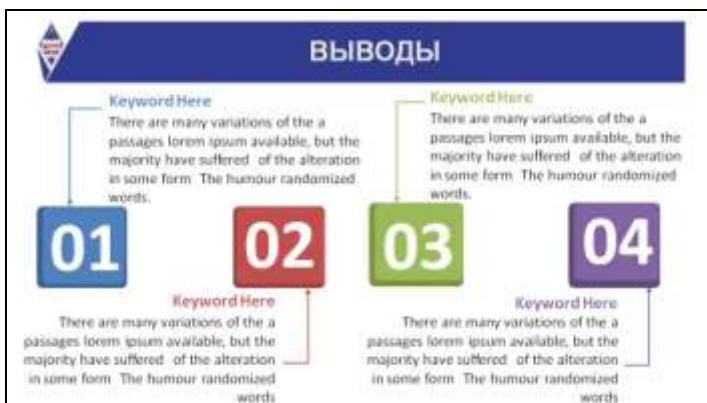 ВЫВОДЫ
Keyword Here
There are many variations of the a
passages lorem ipsum available, but the
majority have suffered of the alteration
in some form The humour randomized
words.
01
Keyword Here
There are many variations of the a
passages lorem ipsum available, but the
majority have suffered of the alteration
in some form The humour randomized
words
02
Keyword Here
There are many variations of the a
passages lorem ipsum available, but the
majority have suffered of the alteration
in some form The humour randomized
words.
03
Keyword Here
There are many variations of the a
passages lorem ipsum available, but the
majority have suffered of the alteration
in some form The humour randomized
words
04